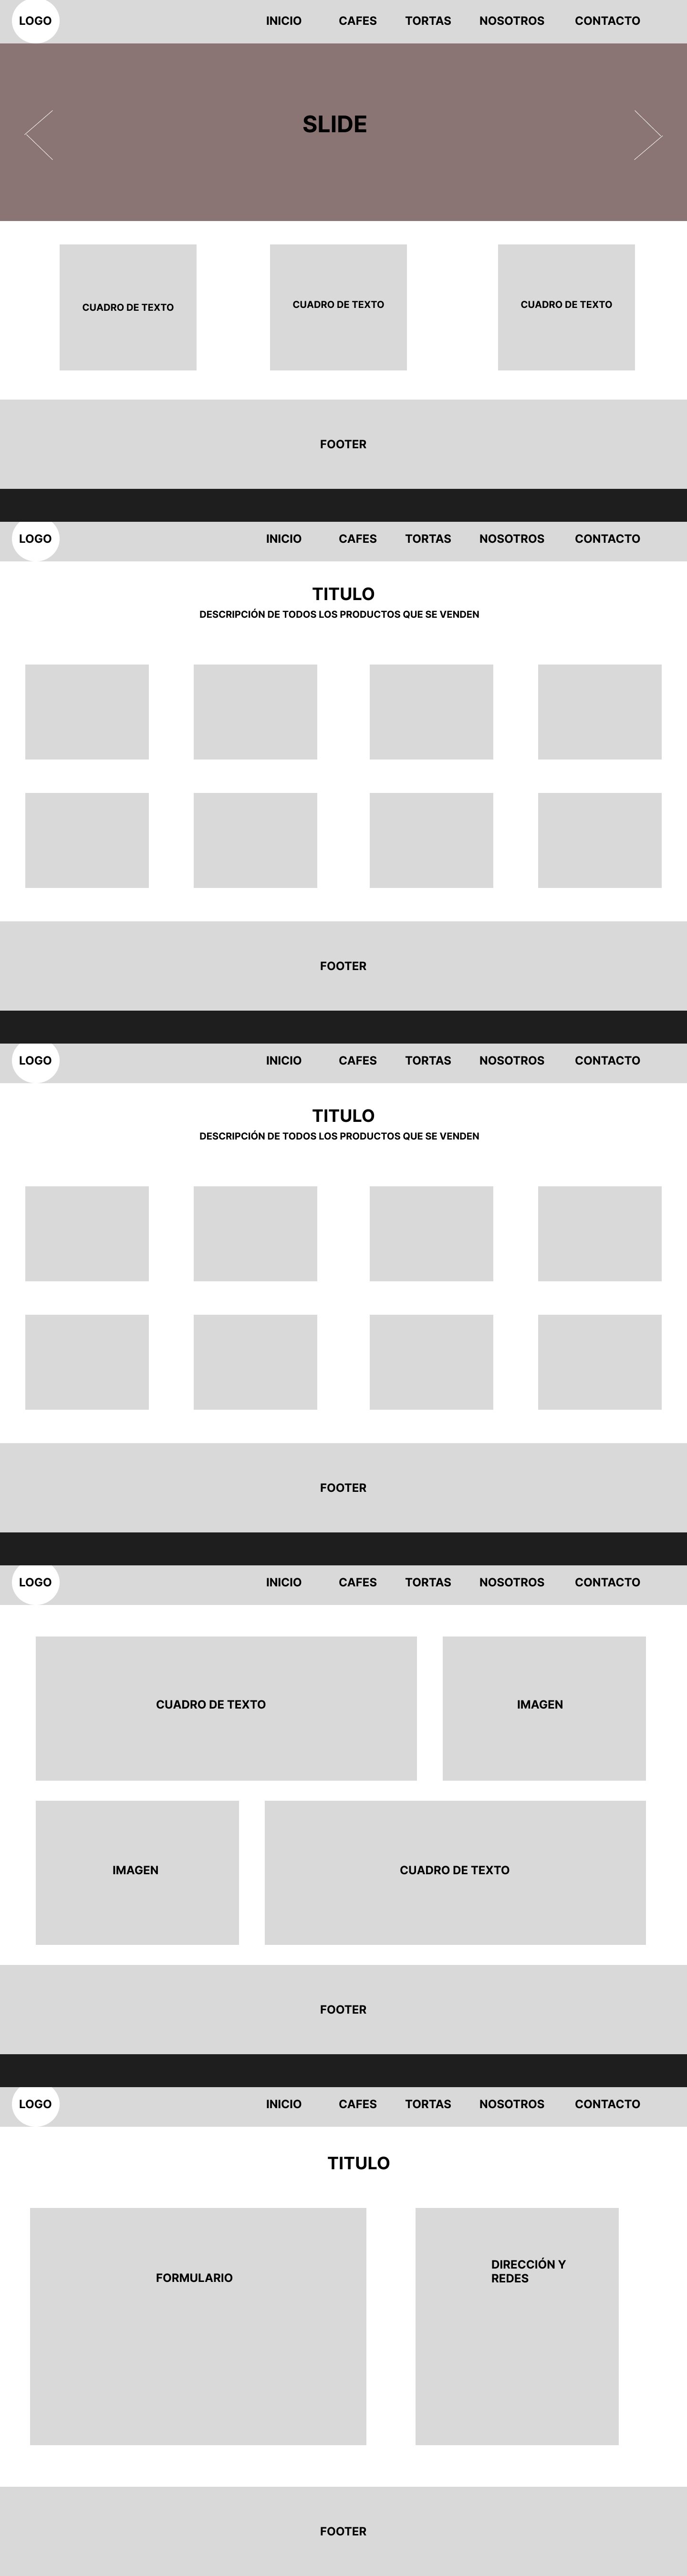 LOGO INICIO CAFES TORTAS NOSOTROS CONTACTO
SLIDE
CUADRO DE TEXTO CUADRO DE TEXTO CUADRO DE TEXTO
FOOTER
LOGO INICIO CAFES TORTAS NOSOTROS CONTACTO
TITULO
DESCRIPCIÓN DE TODOS LOS PRODUCTOS QUE SE VENDEN
FOOTER
LOGO INICIO CAFES TORTAS NOSOTROS CONTACTO
TITULO
DESCRIPCIÓN DE TODOS LOS PRODUCTOS QUE SE VENDEN
FOOTER
LOGO INICIO CAFES TORTAS NOSOTROS CONTACTO
CUADRO DE TEXTO IMAGEN
IMAGEN CUADRO DE TEXTO
FOOTER
LOGO INICIO CAFES TORTAS NOSOTROS CONTACTO
TITULO
FORMULARIO
DIRECCIÓN Y
REDES
FOOTER